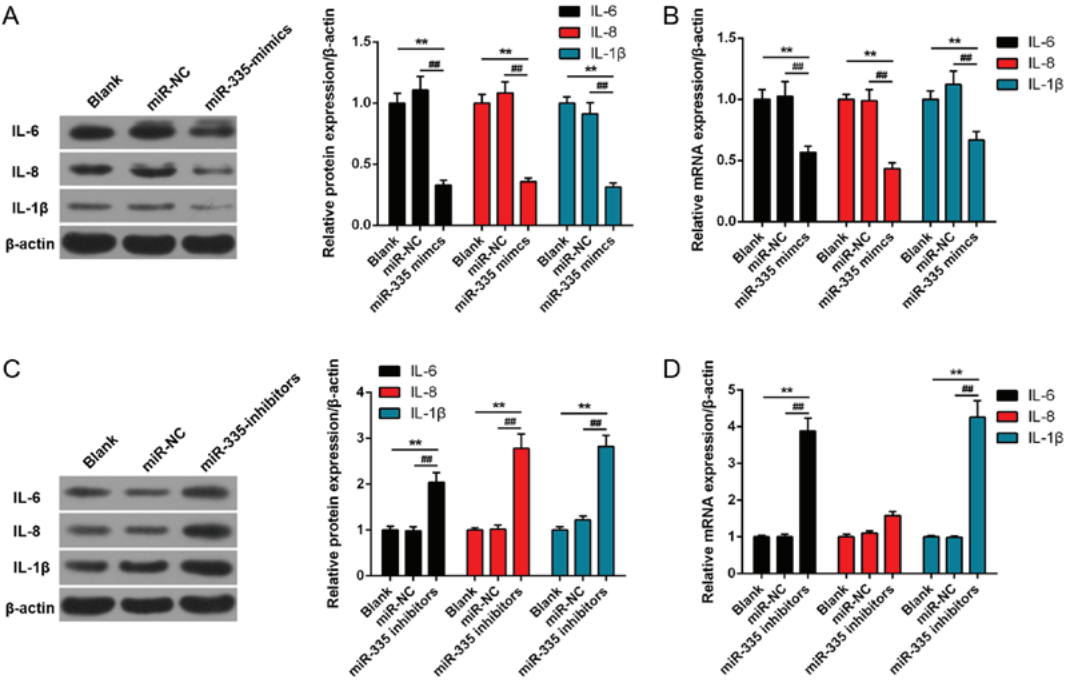 A
Blank
miR-NC
miR-335-mimics
IL-6
IL-8
IL-1β
β-actin
Relative protein expression/β-actin
IL-6
IL-8
IL-1β
1.5
1.0
0.5
0.0
** ** **
## ## ##
Blank
miR-NC
miR-335 mimcs
Blank
miR-NC
miR-335 mimcs
Blank
miR-NC
miR-335 mimcs
B
Relative mRNA expression/β-actin
IL-6
IL-8
IL-1β
1.5
1.0
0.5
0.0
** ** **
## ## ##
Blank
miR-NC
miR-335 mimcs
Blank
miR-NC
miR-335 mimcs
Blank
miR-NC
miR-335 mimcs
C
Blank
miR-NC
miR-335-inhibitors
IL-6
IL-8
IL-1β
β-actin
Relative protein expression/β-actin
IL-6
IL-8
IL-1β
4
3
2
1
0
** ** **
## ## ##
Blank
miR-NC
miR-335 inhibitors
Blank
miR-NC
miR-335 inhibitors
Blank
miR-NC
miR-335 inhibitors
D
Relative mRNA expression/β-actin
IL-6
IL-8
IL-1β
5
4
2
1
0
** **
## ##
Blank
miR-NC
miR-335 inhibitors
Blank
miR-NC
miR-335 inhibitors
Blank
miR-NC
miR-335 inhibitors